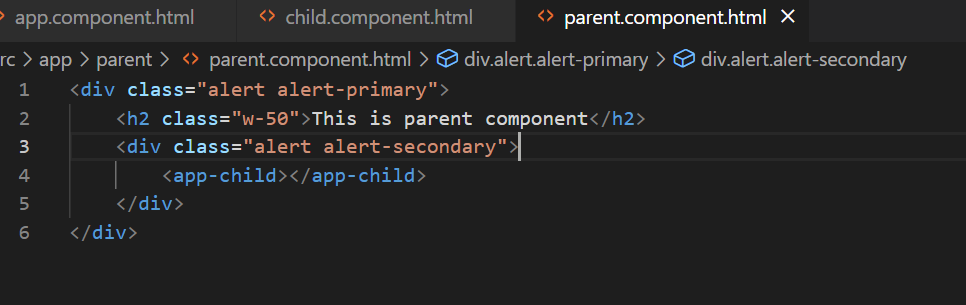 app.component.html child.component.html parent.component.html
rc > app > parent > parent.component.html > div.alert.alert-primary > div.alert.alert-secondary
1 <div class="alert alert-primary">
2 <h2 class="w-50">This is parent component</h2>
3 <div class="alert alert-secondary">
4 <app-child></app-child>
5 </div>
6 </div>